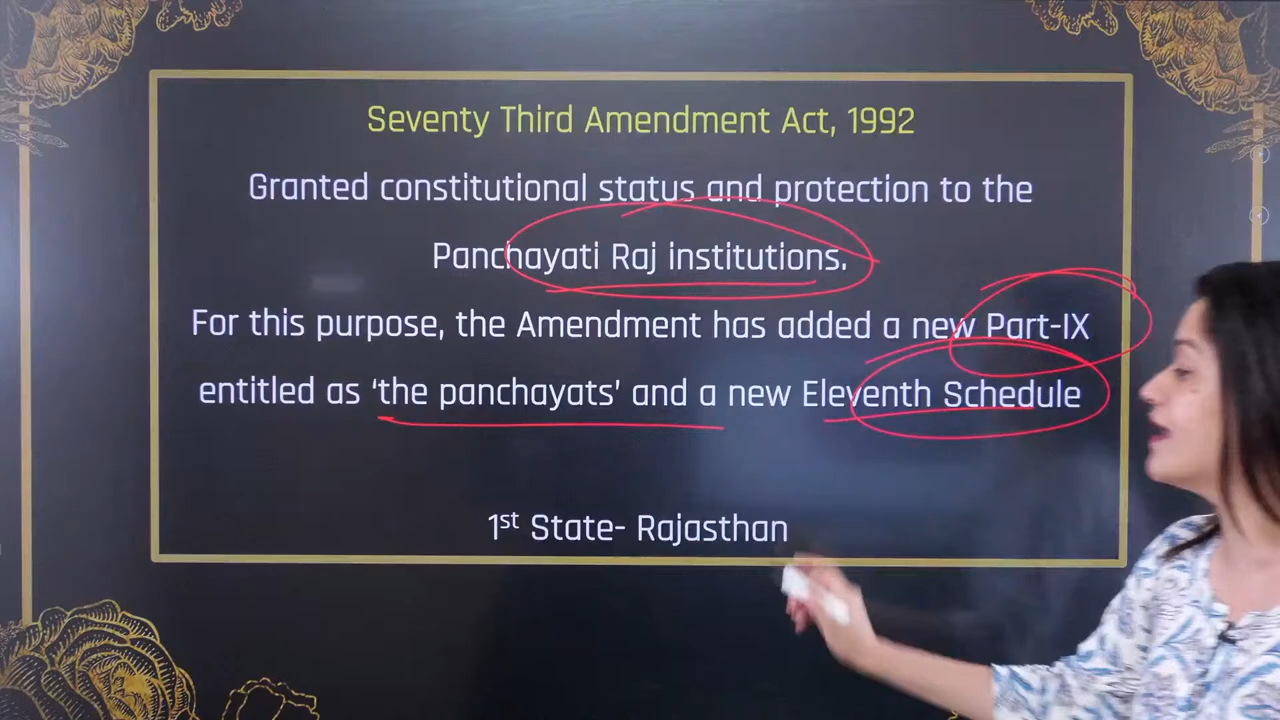 Seventy Third Amendment Act, 1992
Granted constitutional status and protection to the
Panchayati Raj institutions.
For this purpose, the Amendment has added a new Part-IX
entitled as ‘the panchayats’ and a new Eleventh Schedule
1st State- Rajasthan